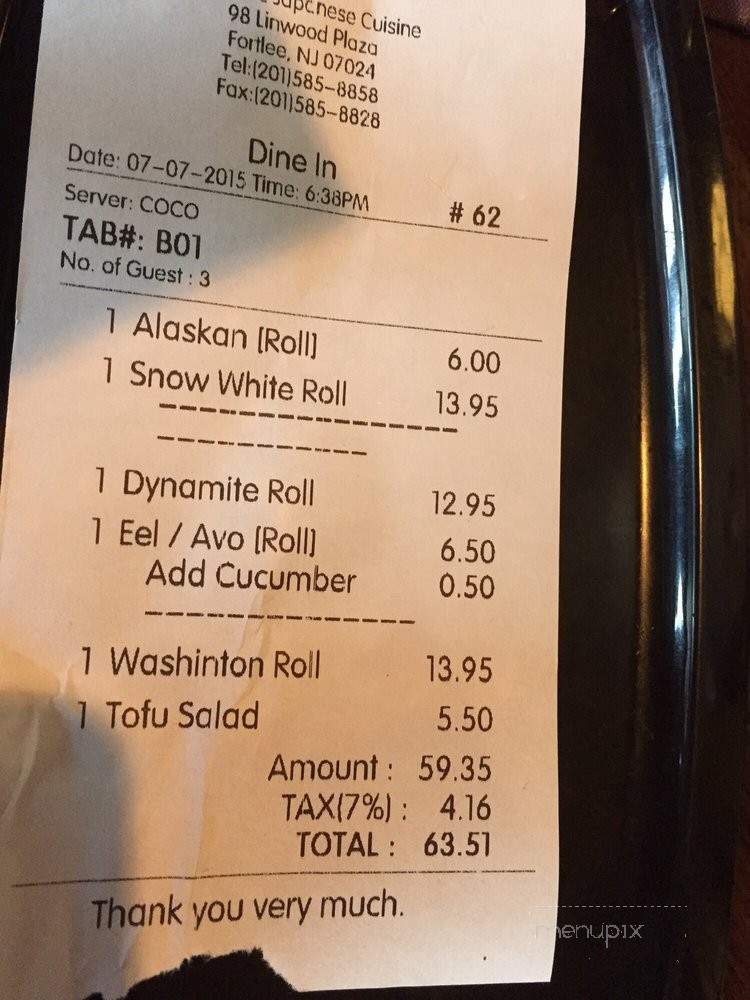 Japanese Cuisine
98 Linwood Plaza
Fortlee, NJ 07024
Tel:(201)585-8858
Fax:(201)585-8828
Dine In
Date: 07-07-2015 Time: 6:38PM # 62
Server: COCO
TAB#: B01
No. of Guest : 3
1 Alaskan [Roll] 6.00
1 Snow White Roll 13.95
1 Dynamite Roll 12.95
1 Eel / Avo [Roll] 6.50
Add Cucumber 0.50
1 Washinton Roll 13.95
1 Tofu Salad 5.50
Amount : 59.35
TAX(7%) : 4.16
TOTAL : 63.51
Thank you very much.
menupix